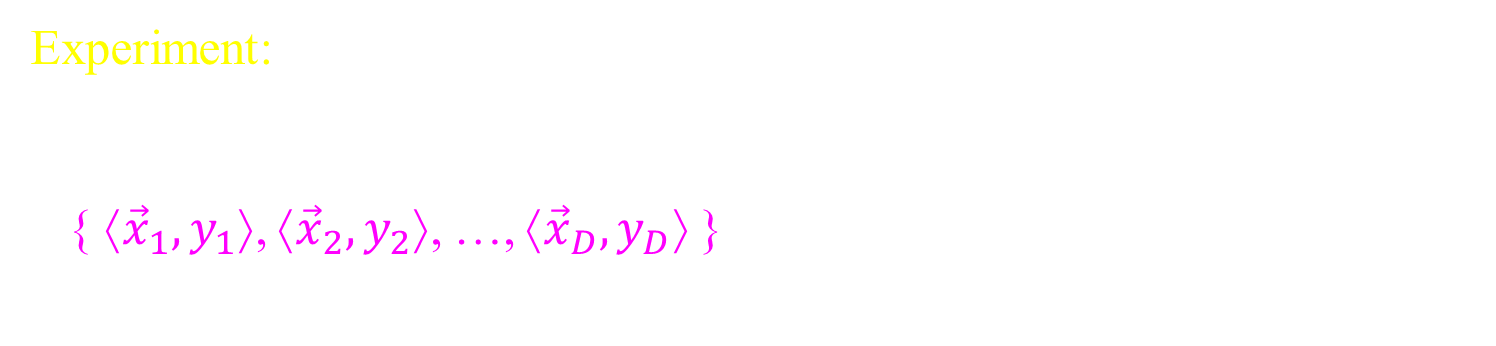 Experiment:
{ ⟨x⃗₁, y₁⟩, ⟨x⃗₂, y₂⟩, …, ⟨x⃗_D, y_D⟩ }